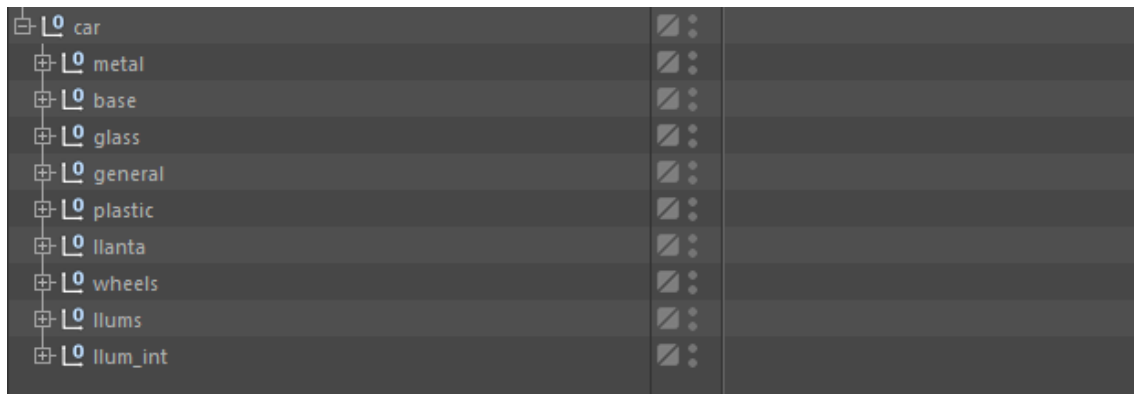 car
metal
base
glass
general
plastic
llanta
wheels
llums
llum_int